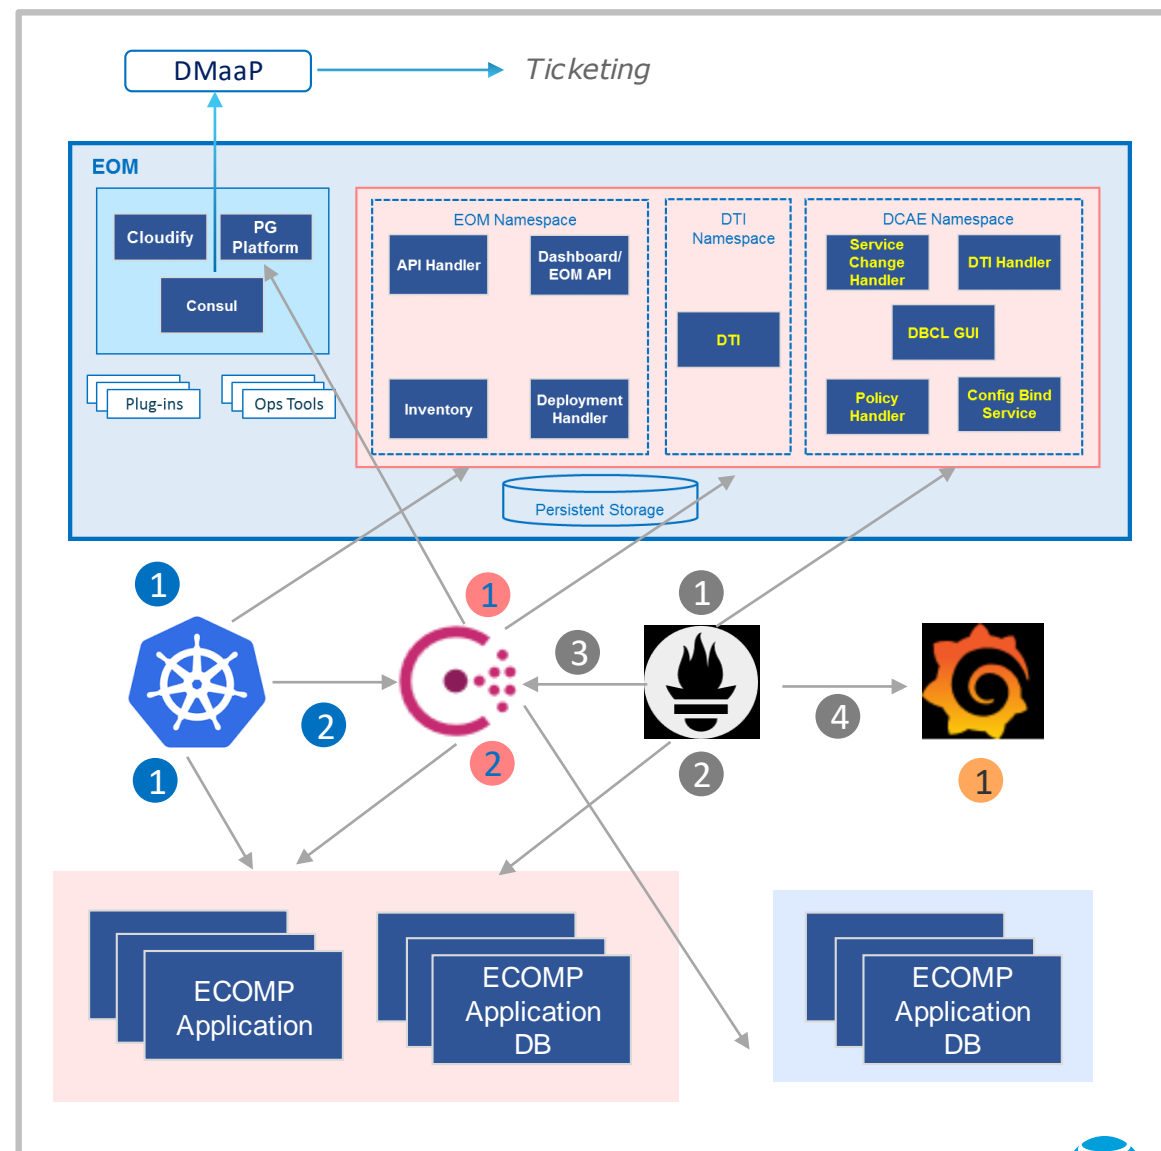 DMaaP
Ticketing
EOM
Cloudify
PG
Platform
Consul
Plug-ins
Ops Tools
EOM Namespace
API Handler
Dashboard/
EOM API
Inventory
Deployment
Handler
DTI
Namespace
DTI
DCAE Namespace
Service
Change
Handler
DTI Handler
DBCL GUI
Policy
Handler
Config Bind
Service
Persistent Storage
1
1
1
3
2
4
1
2
2
1
ECOMP
Application
ECOMP
Application
DB
ECOMP
Application
DB